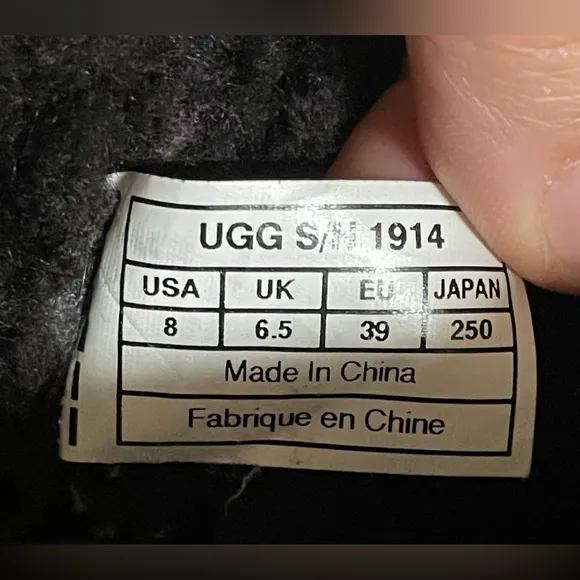 UGG S/ 1914
USA UK EU JAPAN
8 6.5 39 250
Made In China
Fabrique en Chine